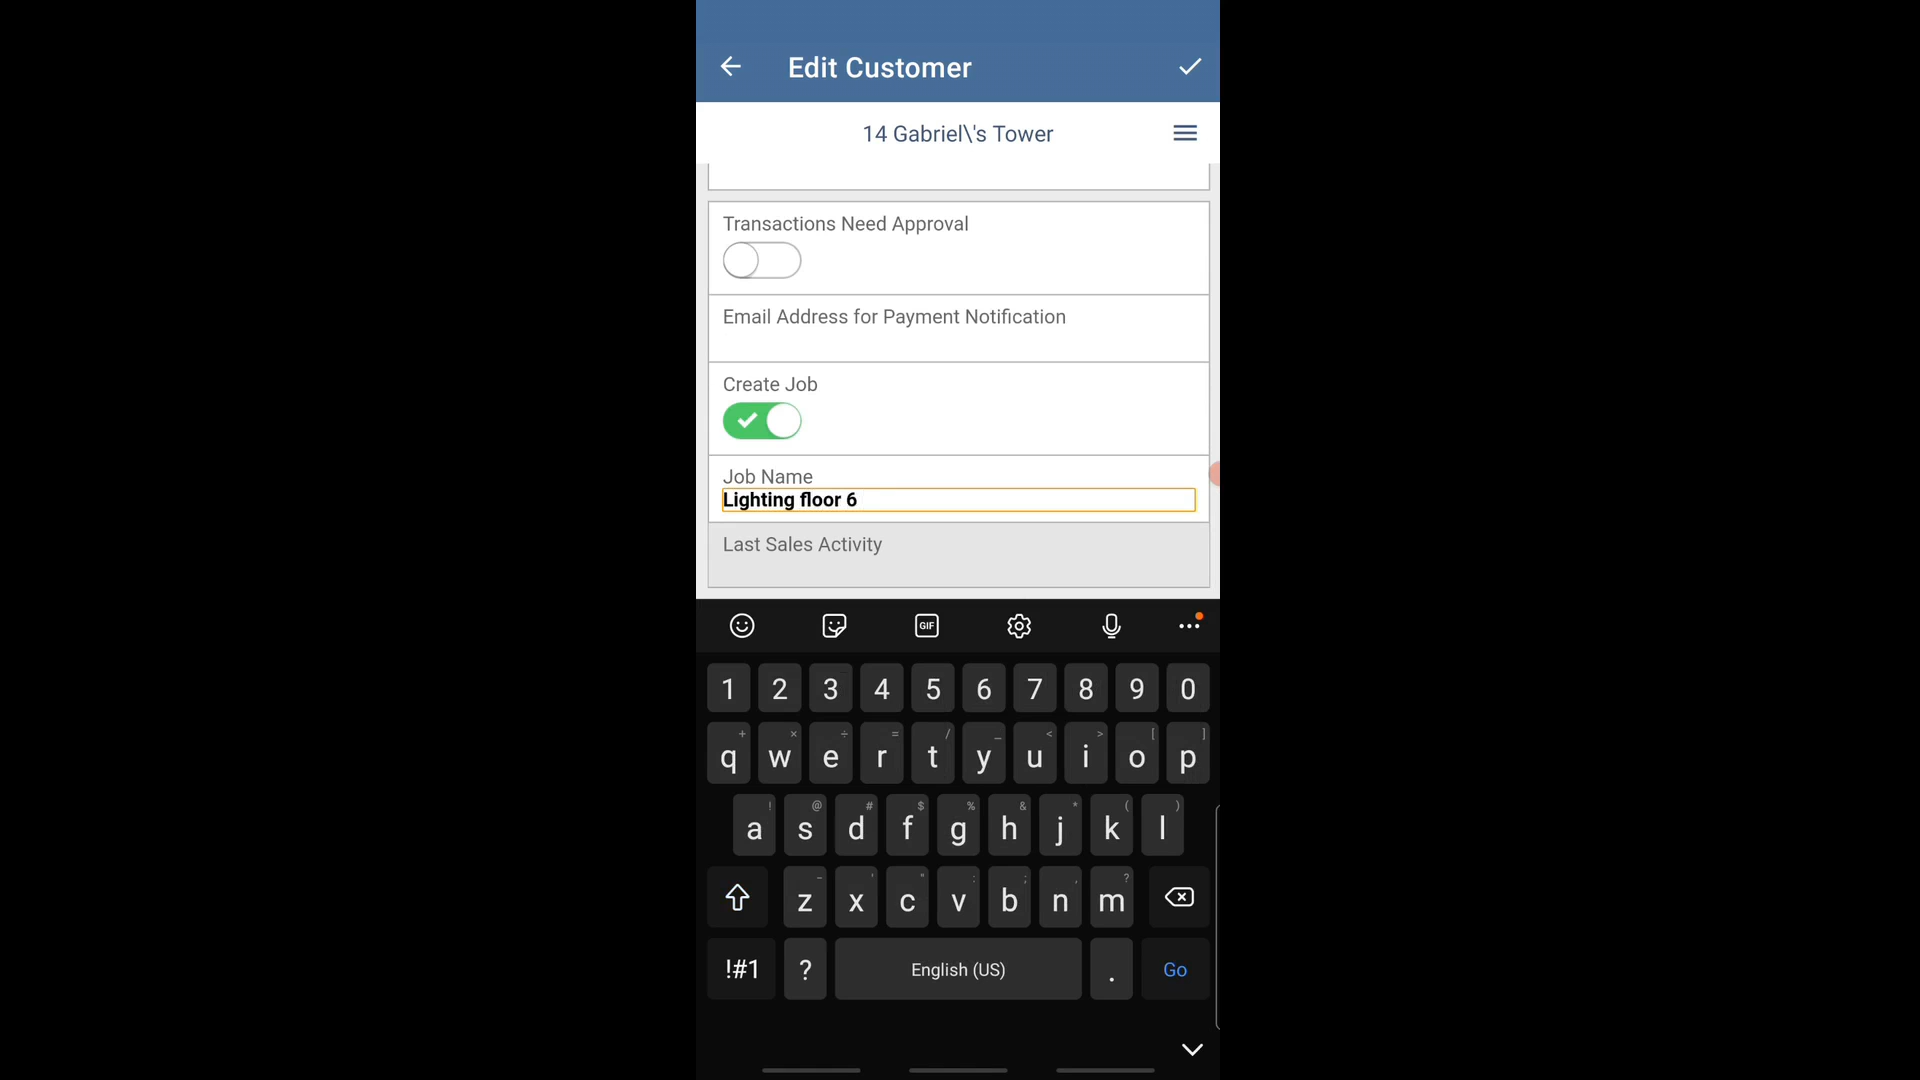 Edit Customer
14 Gabriel\'s Tower
Transactions Need Approval
Email Address for Payment Notification
Create Job
Job Name
Lighting floor 6
Last Sales Activity
GIF
1 2 3 4 5 6 7 8 9 0
+ × ÷ = / _ < > [ ]
q w e r t y u i o p
! @ # $ % & * ( )
a s d f g h j k l
- ' " : ; , ?
z x c v b n m
!#1 ? English (US) . Go